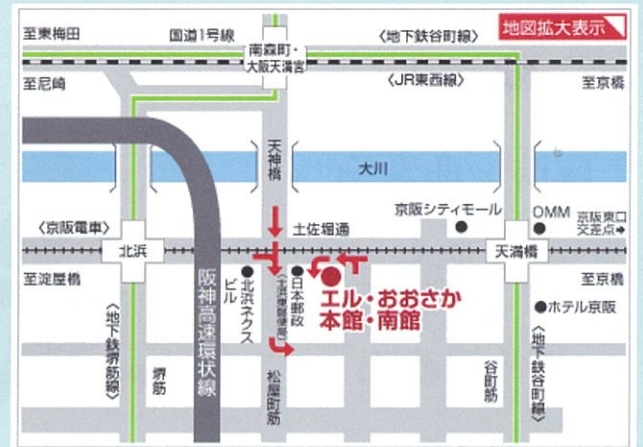 地図拡大表示
至東梅田
国道1号線
南森町・
大阪天満宮
〈地下鉄谷町線〉
至尼崎
〈JR東西線〉
至京橋
天神橋
大川
京阪シティモール
OMM
京阪東口
交差点➡
〈京阪電車〉
北浜
土佐堀通
天満橋
至淀屋橋
阪神高速環状線
北浜ネクス
ビル
〈北浜東郵便局〉
日本郵政
エル・おおさか
本館・南館
至京橋
ホテル京阪
〈地下鉄堺筋線〉
堺筋
松屋町筋
谷町筋
〈地下鉄谷町線〉